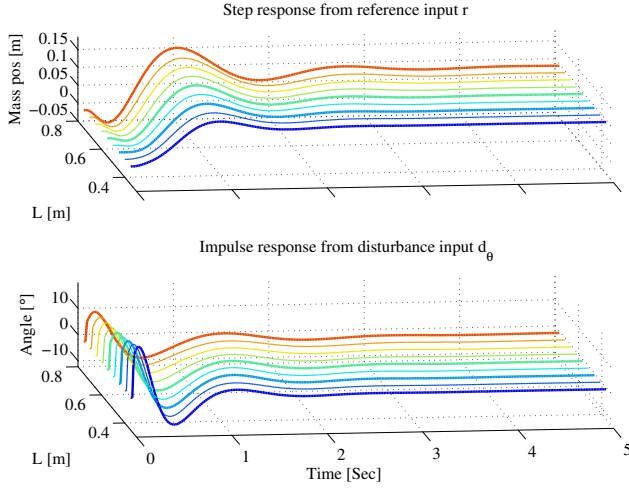 Step response from reference input r
0.15
0.1
0.05
0
−0.05
0.8
0.6
0.4
Mass pos [m]
L [m]
Impulse response from disturbance input d_θ
10
0
−10
0.8
0.6
0.4
Angle [°]
L [m]
0
1
2
3
4
5
Time [Sec]